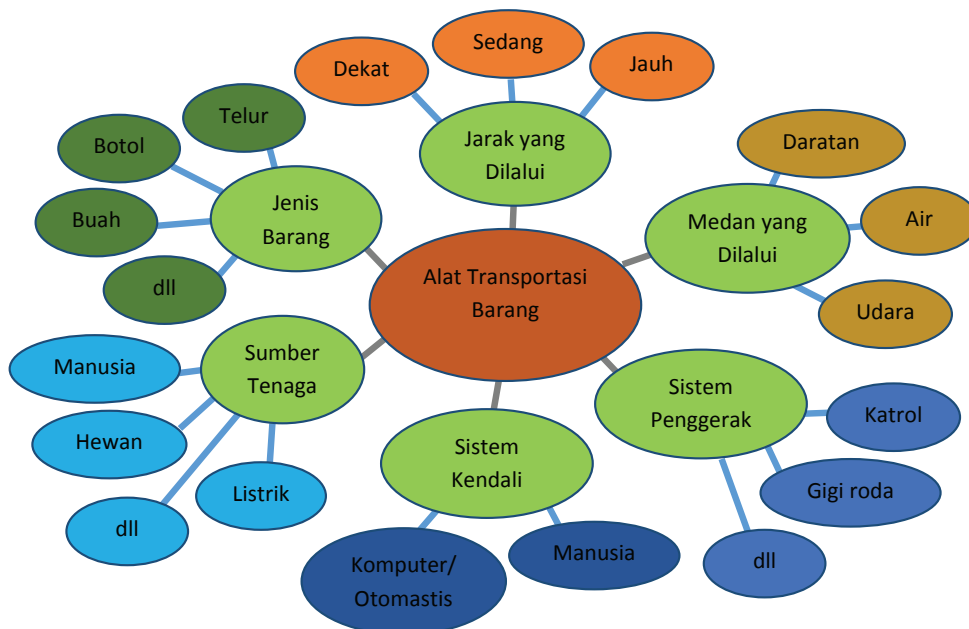 Sedang
Dekat
Jauh
Telur
Botol
Buah
dll
Jenis
Barang
Jarak yang
Dilalui
Daratan
Air
Udara
Medan yang
Dilalui
Alat Transportasi
Barang
Sumber
Tenaga
Manusia
Hewan
dll
Listrik
Sistem
Kendali
Komputer/
Otomastis
Manusia
Sistem
Penggerak
Katrol
Gigi roda
dll